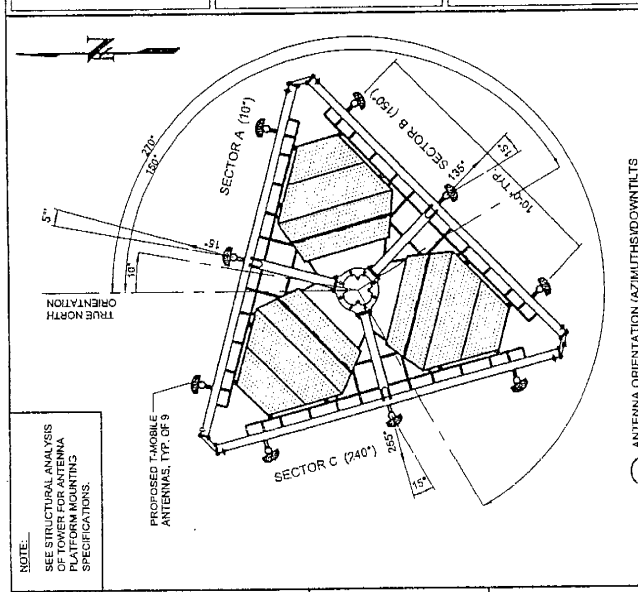 NOTE:
SEE STRUCTURAL ANALYSIS
OF TOWER FOR ANTENNA
PLATFORM MOUNTING
SPECIFICATIONS.
PROPOSED T-MOBILE
ANTENNAS, TYP. OF 9
TRUE NORTH
ORIENTATION
N
270°
150°
10°
5°
15°
SECTOR A (10°)
SECTOR B (150°)
10'-0" TYP
135°
15°
SECTOR C (240°)
255°
15°
ANTENNA ORIENTATION (AZIMUTHS/DOWNTILTS